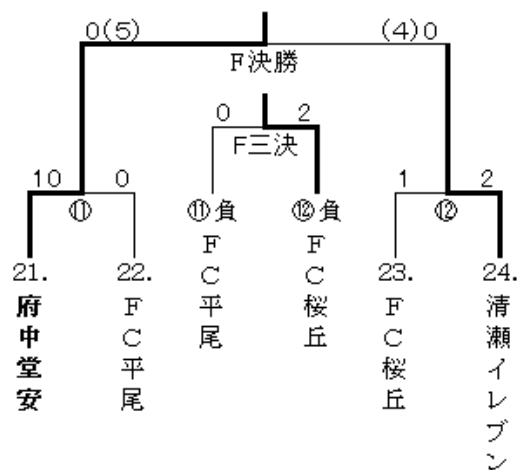 0(5) (4)0
F決勝
0 2
F三決
10 0 1 2
⑪ ⑪負 ⑫負 ⑫
21. 22. 23. 24.
府中堂安
FC平尾
FC平尾
FC桜丘
FC桜丘
清瀬イレブン